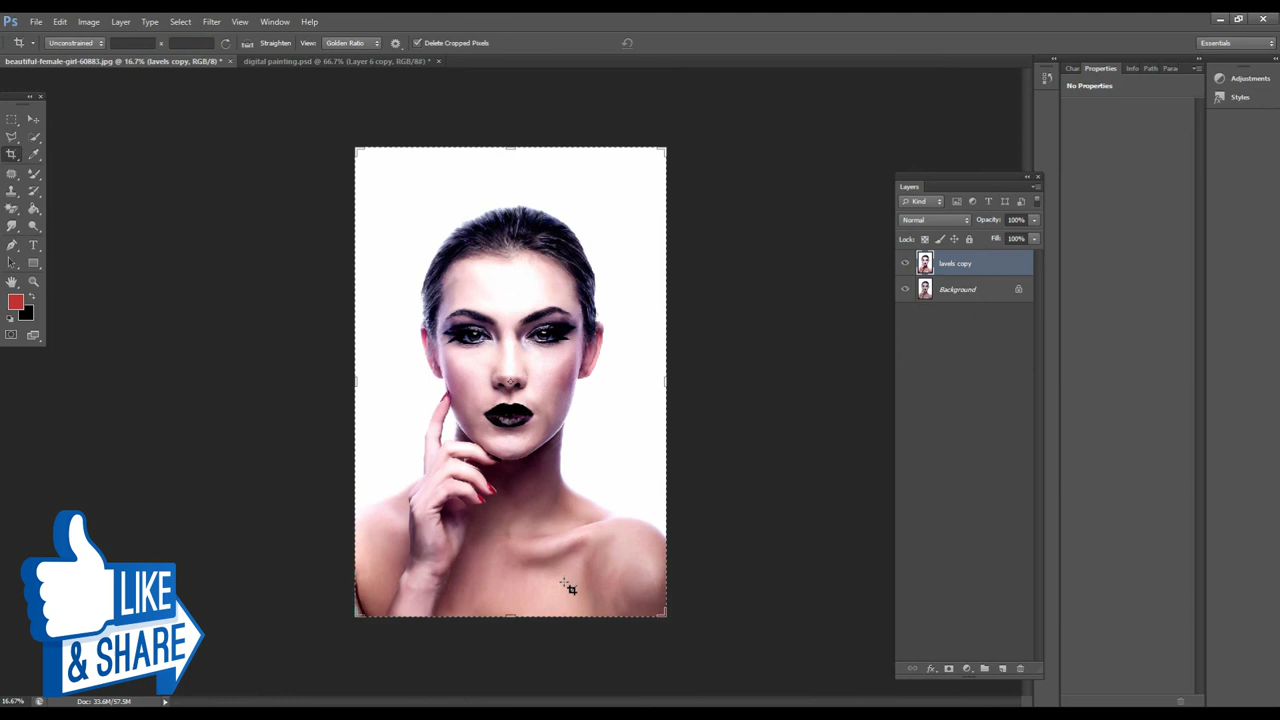 Ps File Edit Image Layer Type Select Filter View Window Help
Unconstrained x Straighten View: Golden Ratio Delete Cropped Pixels Essentials
beautiful-female-girl-60883.jpg @ 16.7% (lavels copy, RGB/8) * × digital painting.psd @ 66.7% (Layer 6 copy, RGB/8#) * ×
Char Properties Info Path Para
No Properties
Adjustments
Styles
Layers
Kind
Normal Opacity: 100%
Lock: Fill: 100%
lavels copy
Background
LIKE
& SHARE
16.67% Doc: 33.6M/57.5M